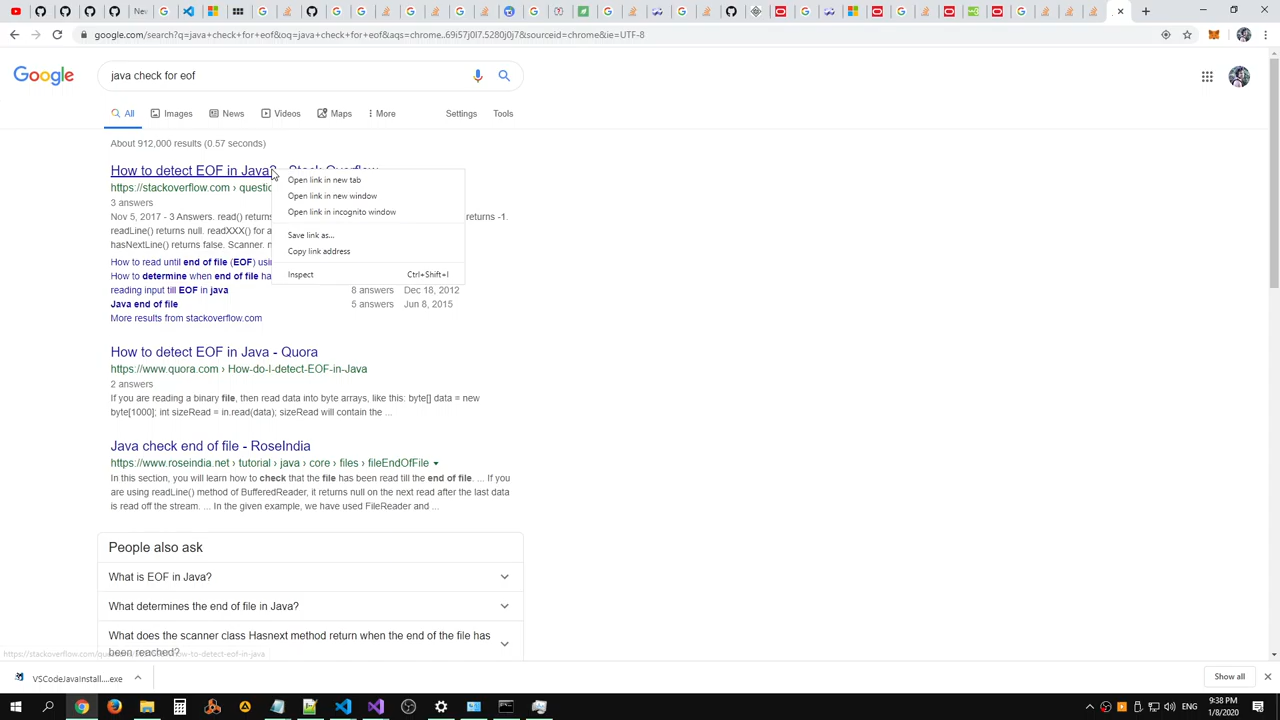 New
google.com/search?q=java+check+for+eof&oq=java+check+for+eof&aqs=chrome..69i57j0l7.5280j0j7&sourceid=chrome&ie=UTF-8
Google
java check for eof
All Images News Videos Maps More Settings Tools
About 912,000 results (0.57 seconds)
How to detect EOF in Java? - Stack Overflow
https://stackoverflow.com › questio
3 answers
Nov 5, 2017 - 3 Answers. read() returns returns -1.
readLine() returns null. readXXX() for a
hasNextLine() returns false. Scanner.
How to read until end of file (EOF) usi
How to determine when end of file ha
reading input till EOF in java 8 answers Dec 18, 2012
Java end of file 5 answers Jun 8, 2015
More results from stackoverflow.com
Open link in new tab
Open link in new window
Open link in incognito window
Save link as...
Copy link address
Inspect Ctrl+Shift+I
How to detect EOF in Java - Quora
https://www.quora.com › How-do-I-detect-EOF-in-Java
2 answers
If you are reading a binary file, then read data into byte arrays, like this: byte[] data = new
byte[1000]; int sizeRead = in.read(data); sizeRead will contain the ...
Java check end of file - RoseIndia
https://www.roseindia.net › tutorial › java › core › files › fileEndOfFile
In this section, you will learn how to check that the file has been read till the end of file. ... If you
are using readLine() method of BufferedReader, it returns null on the next read after the last data
is read off the stream. ... In the given example, we have used FileReader and ...
People also ask
What is EOF in Java?
What determines the end of file in Java?
What does the scanner class Hasnext method return when the end of the file has
been reached?
VSCodeJavaInstall....exe
Show all
ENG
9:38 PM
1/8/2020